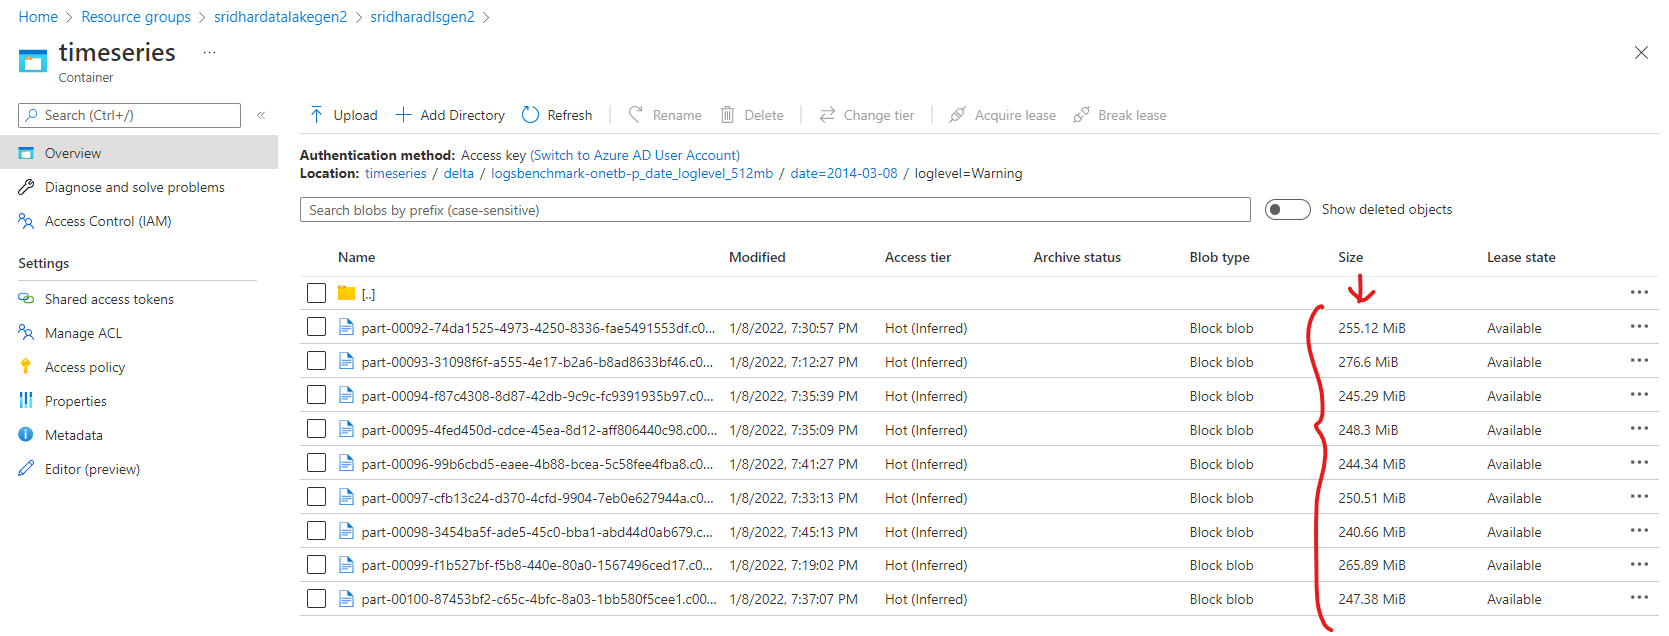 Home > Resource groups > sridhardatalakegen2 > sridharadlsgen2 >
timeseries ...
Container
Search (Ctrl+/) «
Overview
Diagnose and solve problems
Access Control (IAM)
Settings
Shared access tokens
Manage ACL
Access policy
Properties
Metadata
Editor (preview)
Upload Add Directory Refresh Rename Delete Change tier Acquire lease Break lease
Authentication method: Access key (Switch to Azure AD User Account)
Location: timeseries / delta / logsbenchmark-onetb-p_date_loglevel_512mb / date=2014-03-08 / loglevel=Warning
Search blobs by prefix (case-sensitive) Show deleted objects
Name Modified Access tier Archive status Blob type Size Lease state
[..] ...
part-00092-74da1525-4973-4250-8336-fae5491553df.c0... 1/8/2022, 7:30:57 PM Hot (Inferred) Block blob 255.12 MiB Available ...
part-00093-31098f6f-a555-4e17-b2a6-b8ad8633bf46.c0... 1/8/2022, 7:12:27 PM Hot (Inferred) Block blob 276.6 MiB Available ...
part-00094-f87c4308-8d87-42db-9c9c-fc9391935b97.c0... 1/8/2022, 7:35:39 PM Hot (Inferred) Block blob 245.29 MiB Available ...
part-00095-4fed450d-cdce-45ea-8d12-aff806440c98.c00... 1/8/2022, 7:35:09 PM Hot (Inferred) Block blob 248.3 MiB Available ...
part-00096-99b6cbd5-eaee-4b88-bcea-5c58fee4fba8.c0... 1/8/2022, 7:41:27 PM Hot (Inferred) Block blob 244.34 MiB Available ...
part-00097-cfb13c24-d370-4cfd-9904-7eb0e627944a.c0... 1/8/2022, 7:33:13 PM Hot (Inferred) Block blob 250.51 MiB Available ...
part-00098-3454ba5f-ade5-45c0-bba1-abd44d0ab679.c... 1/8/2022, 7:45:13 PM Hot (Inferred) Block blob 240.66 MiB Available ...
part-00099-f1b527bf-f5b8-440e-80a0-1567496ced17.c0... 1/8/2022, 7:19:02 PM Hot (Inferred) Block blob 265.89 MiB Available ...
part-00100-87453bf2-c65c-4bfc-8a03-1bb580f5cee1.c00... 1/8/2022, 7:37:07 PM Hot (Inferred) Block blob 247.38 MiB Available ...